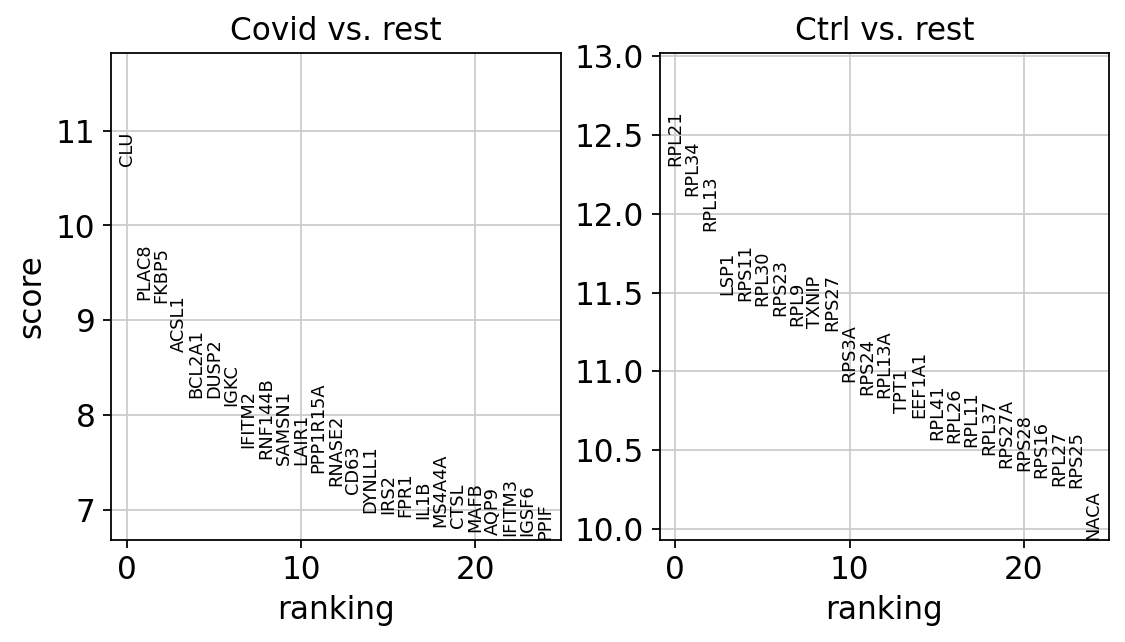 Covid vs. rest
score
11
10
9
8
7
CLU
PLAC8
FKBP5
ACSL1
BCL2A1
DUSP2
IGKC
IFITM2
RNF144B
SAMSN1
LAIR1
PPP1R15A
RNASE2
CD63
DYNLL1
IRS2
FPR1
IL1B
MS4A4A
CTSL
MAFB
AQP9
IFITM3
IGSF6
PPIF
0 10 20
ranking
Ctrl vs. rest
13.0
12.5
12.0
11.5
11.0
10.5
10.0
RPL21
RPL34
RPL13
LSP1
RPS11
RPL30
RPS23
RPL9
TXNIP
RPS27
RPS3A
RPS24
RPL13A
TPT1
EEF1A1
RPL41
RPL26
RPL11
RPL37
RPS27A
RPS28
RPS16
RPL27
RPS25
NACA
0 10 20
ranking